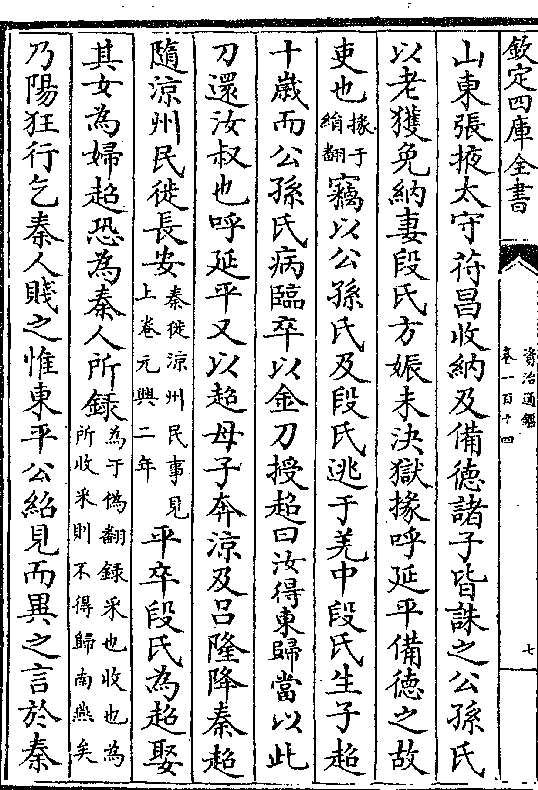 欽定四庫全書
資治通鑑
卷一百十四
七
山東張掖太守苻昌收納及備德諸子皆誅之公孫氏
以老獲免納妻段氏方娠未決獄掾呼延平備德之故
吏也
掾于
絹翻
竊以公孫氏及段氏逃于羌中段氏生子超
十歲而公孫氏病臨卒以金刀授超曰汝得東歸當以此
刀還汝叔也呼延平又以超母子奔涼及呂隆降秦超
隨涼州民徙長安
秦徙涼州民事見
上卷元興二年
平卒段氏為超娶
其女為婦超恐為秦人所錄
為于偽翻錄采也收也為
所收采則不得歸南燕矣
乃陽狂行乞秦人賤之惟東平公紹見而異之言於秦